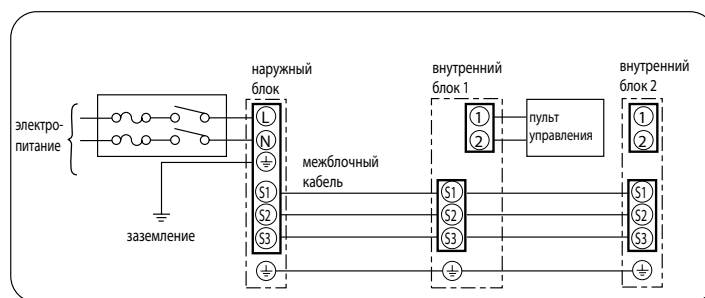 наружный
блок
внутренний
блок 1
внутренний
блок 2
электро-
питание
L
N
1
2
пульт
управления
1
2
межблочный
кабель
S1
S2
S3
S1
S2
S3
S1
S2
S3
заземление